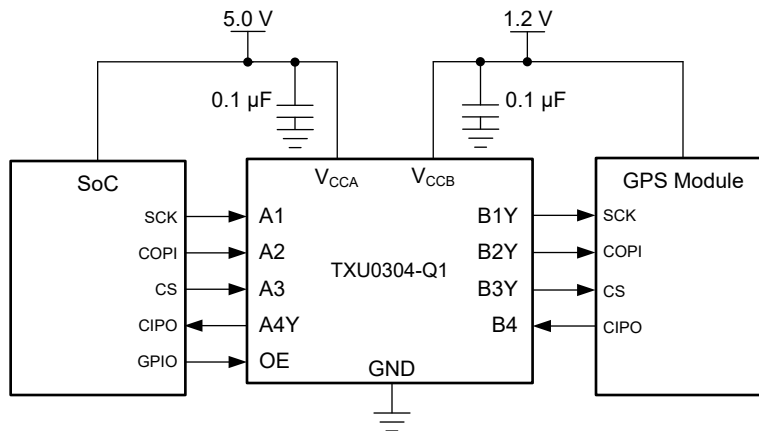 5.0 V
1.2 V
0.1 µF
0.1 µF
SoC
VCCA
VCCB
GPS Module
SCK
A1
B1Y
SCK
COPI
A2
B2Y
COPI
TXU0304-Q1
CS
A3
B3Y
CS
CIPO
A4Y
B4
CIPO
GPIO
OE
GND